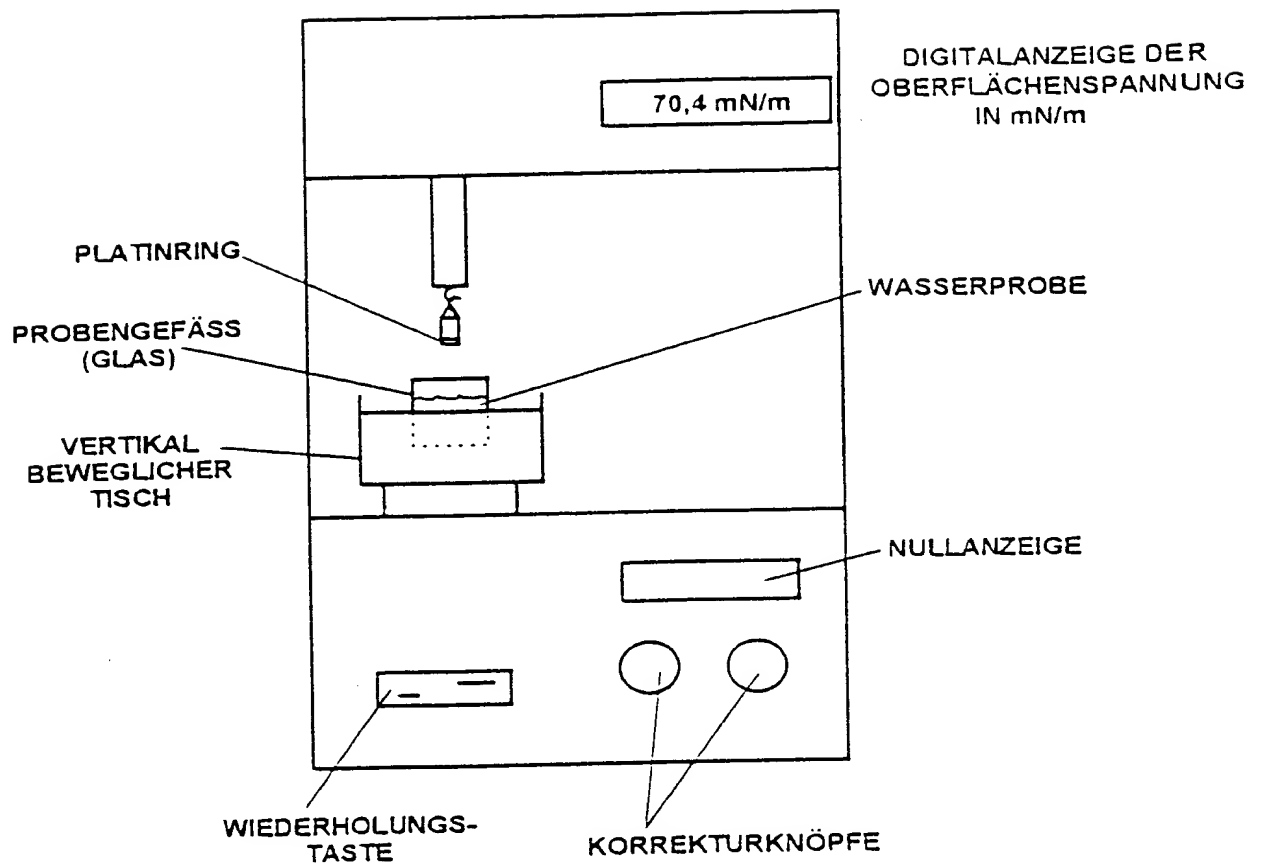 DIGITALANZEIGE DER
OBERFLÄCHENSPANNUNG
IN mN/m
70,4 mN/m
PLATINRING
WASSERPROBE
PROBENGEFÄSS
(GLAS)
VERTIKAL
BEWEGLICHER
TISCH
NULLANZEIGE
WIEDERHOLUNGS-
TASTE
KORREKTURKNÖPFE